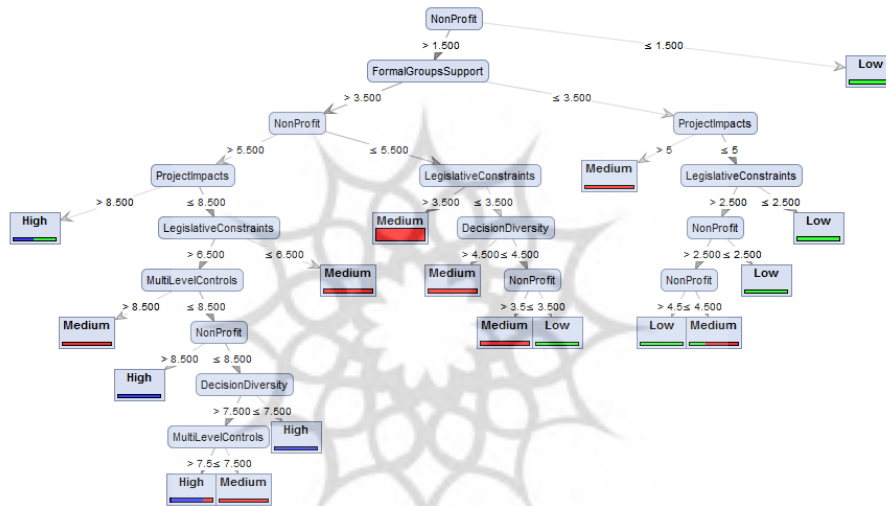 NonProfit
> 1.500 ≤ 1.500
FormalGroupsSupport Low
> 3.500 ≤ 3.500
NonProfit ProjectImpacts
> 5.500 ≤ 5.500 > 5 ≤ 5
ProjectImpacts LegislativeConstraints Medium LegislativeConstraints
> 8.500 ≤ 8.500 > 3.500 ≤ 3.500 > 2.500 ≤ 2.500
High LegislativeConstraints Medium DecisionDiversity NonProfit Low
> 6.500 ≤ 6.500 > 4.500 ≤ 4.500 > 2.500 ≤ 2.500
MultiLevelControls Medium Medium NonProfit NonProfit Low
> 8.500 ≤ 8.500 > 3.5 ≤ 3.500 > 4.5 ≤ 4.500
Medium NonProfit Medium Low Low Medium
> 8.500 ≤ 8.500
High DecisionDiversity
> 7.500 ≤ 7.500
MultiLevelControls High
> 7.5 ≤ 7.500
High Medium